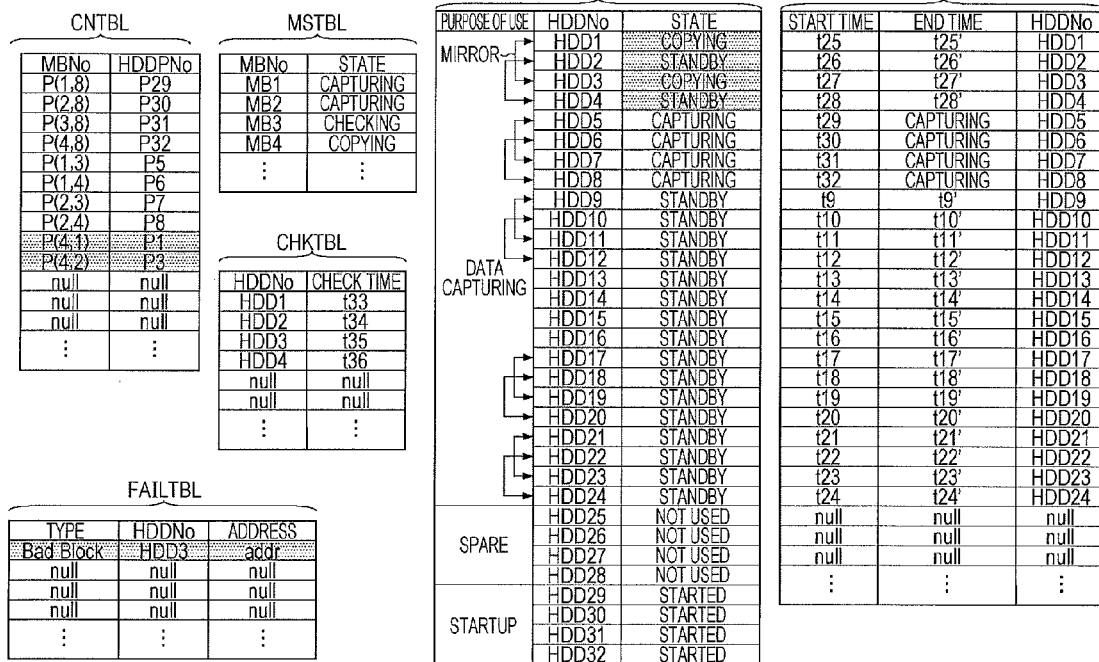 CNTBL
MBNo HDDPNo
P(1,8) P29
P(2,8) P30
P(3,8) P31
P(4,8) P32
P(1,3) P5
P(1,4) P6
P(2,3) P7
P(2,4) P8
P(4,1) P1
P(4,2) P3
null null
null null
null null
⋮ ⋮
MSTBL
MBNo STATE
MB1 CAPTURING
MB2 CAPTURING
MB3 CHECKING
MB4 COPYING
⋮ ⋮
CHKTBL
HDDNo CHECK TIME
HDD1 t33
HDD2 t34
HDD3 t35
HDD4 t36
null null
null null
⋮ ⋮
FAILTBL
TYPE HDDNo ADDRESS
Bad Block HDD3 addr
null null null
null null null
null null null
⋮ ⋮ ⋮
PURPOSE OF USE HDDNo STATE
MIRROR
HDD1 COPYING
HDD2 STANDBY
HDD3 COPYING
HDD4 STANDBY
DATA
CAPTURING
HDD5 CAPTURING
HDD6 CAPTURING
HDD7 CAPTURING
HDD8 CAPTURING
HDD9 STANDBY
HDD10 STANDBY
HDD11 STANDBY
HDD12 STANDBY
HDD13 STANDBY
HDD14 STANDBY
HDD15 STANDBY
HDD16 STANDBY
HDD17 STANDBY
HDD18 STANDBY
HDD19 STANDBY
HDD20 STANDBY
HDD21 STANDBY
HDD22 STANDBY
HDD23 STANDBY
HDD24 STANDBY
SPARE
HDD25 NOT USED
HDD26 NOT USED
HDD27 NOT USED
HDD28 NOT USED
STARTUP
HDD29 STARTED
HDD30 STARTED
HDD31 STARTED
HDD32 STARTED
START TIME END TIME HDDNo
t25 t25' HDD1
t26 t26' HDD2
t27 t27' HDD3
t28 t28' HDD4
t29 CAPTURING HDD5
t30 CAPTURING HDD6
t31 CAPTURING HDD7
t32 CAPTURING HDD8
t9 t9' HDD9
t10 t10' HDD10
t11 t11' HDD11
t12 t12' HDD12
t13 t13' HDD13
t14 t14' HDD14
t15 t15' HDD15
t16 t16' HDD16
t17 t17' HDD17
t18 t18' HDD18
t19 t19' HDD19
t20 t20' HDD20
t21 t21' HDD21
t22 t22' HDD22
t23 t23' HDD23
t24 t24' HDD24
null null null
null null null
null null null
⋮ ⋮ ⋮